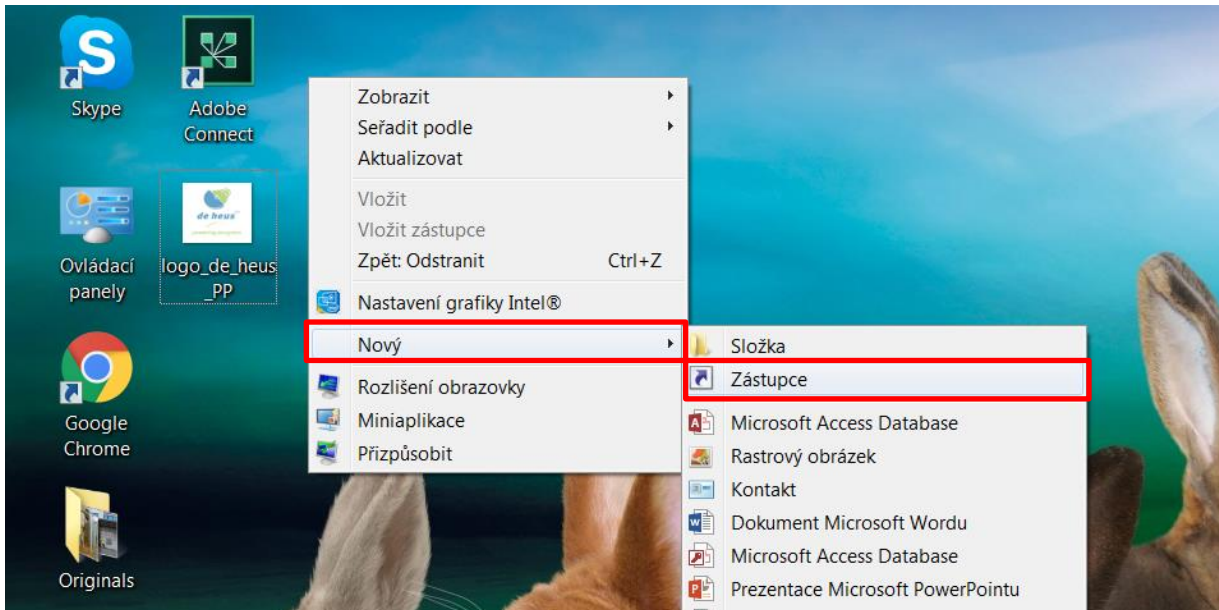 Skype
Adobe
Connect
Ovládací
panely
de heus
logo_de_heus
_PP
Google
Chrome
Originals
Zobrazit
Seřadit podle
Aktualizovat
Vložit
Vložit zástupce
Zpět: Odstranit Ctrl+Z
Nastavení grafiky Intel®
Nový
Rozlišení obrazovky
Miniaplikace
Přizpůsobit
Složka
Zástupce
Microsoft Access Database
Rastrový obrázek
Kontakt
Dokument Microsoft Wordu
Microsoft Access Database
Prezentace Microsoft PowerPointu